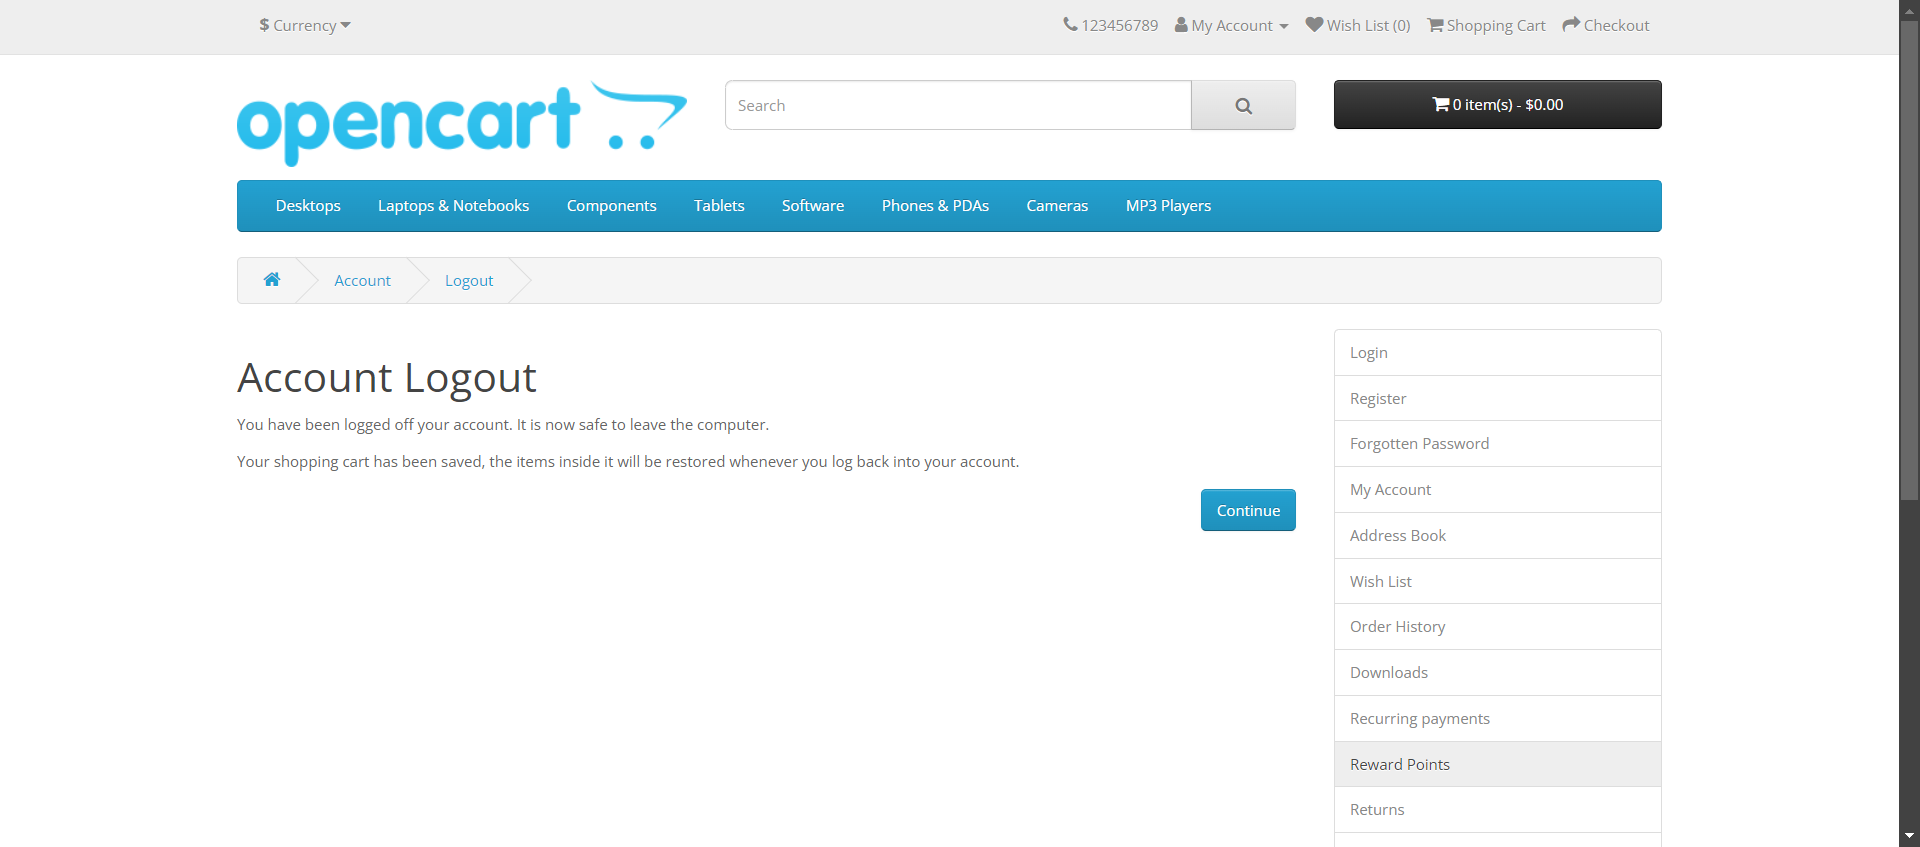 $ Currency
123456789 My Account Wish List (0) Shopping Cart Checkout
opencart
Search
0 item(s) - $0.00
Desktops Laptops & Notebooks Components Tablets Software Phones & PDAs Cameras MP3 Players
Account Logout
Account Logout
You have been logged off your account. It is now safe to leave the computer.
Your shopping cart has been saved, the items inside it will be restored whenever you log back into your account.
Continue
Login
Register
Forgotten Password
My Account
Address Book
Wish List
Order History
Downloads
Recurring payments
Reward Points
Returns